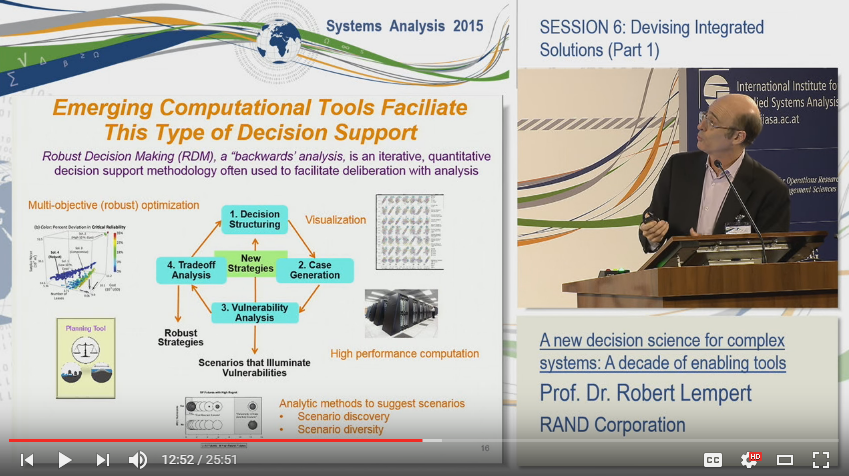 Systems Analysis 2015
Emerging Computational Tools Faciliate
This Type of Decision Support
Robust Decision Making (RDM), a “backwards’ analysis, is an iterative, quantitative
decision support methodology often used to facilitate deliberation with analysis
Multi-objective (robust) optimization
Visualization
1. Decision
Structuring
New
Strategies
4. Tradeoff
Analysis
2. Case
Generation
3. Vulnerability
Analysis
Robust
Strategies
Scenarios that Illuminate
Vulnerabilities
Planning Tool
High performance computation
Analytic methods to suggest scenarios
• Scenario discovery
• Scenario diversity
16
SESSION 6: Devising Integrated
Solutions (Part 1)
International Institute fo
lied Systems Analysis
iiasa.ac.at
A new decision science for complex
systems: A decade of enabling tools
Prof. Dr. Robert Lempert
RAND Corporation
12:52 / 25:51
CC
HD